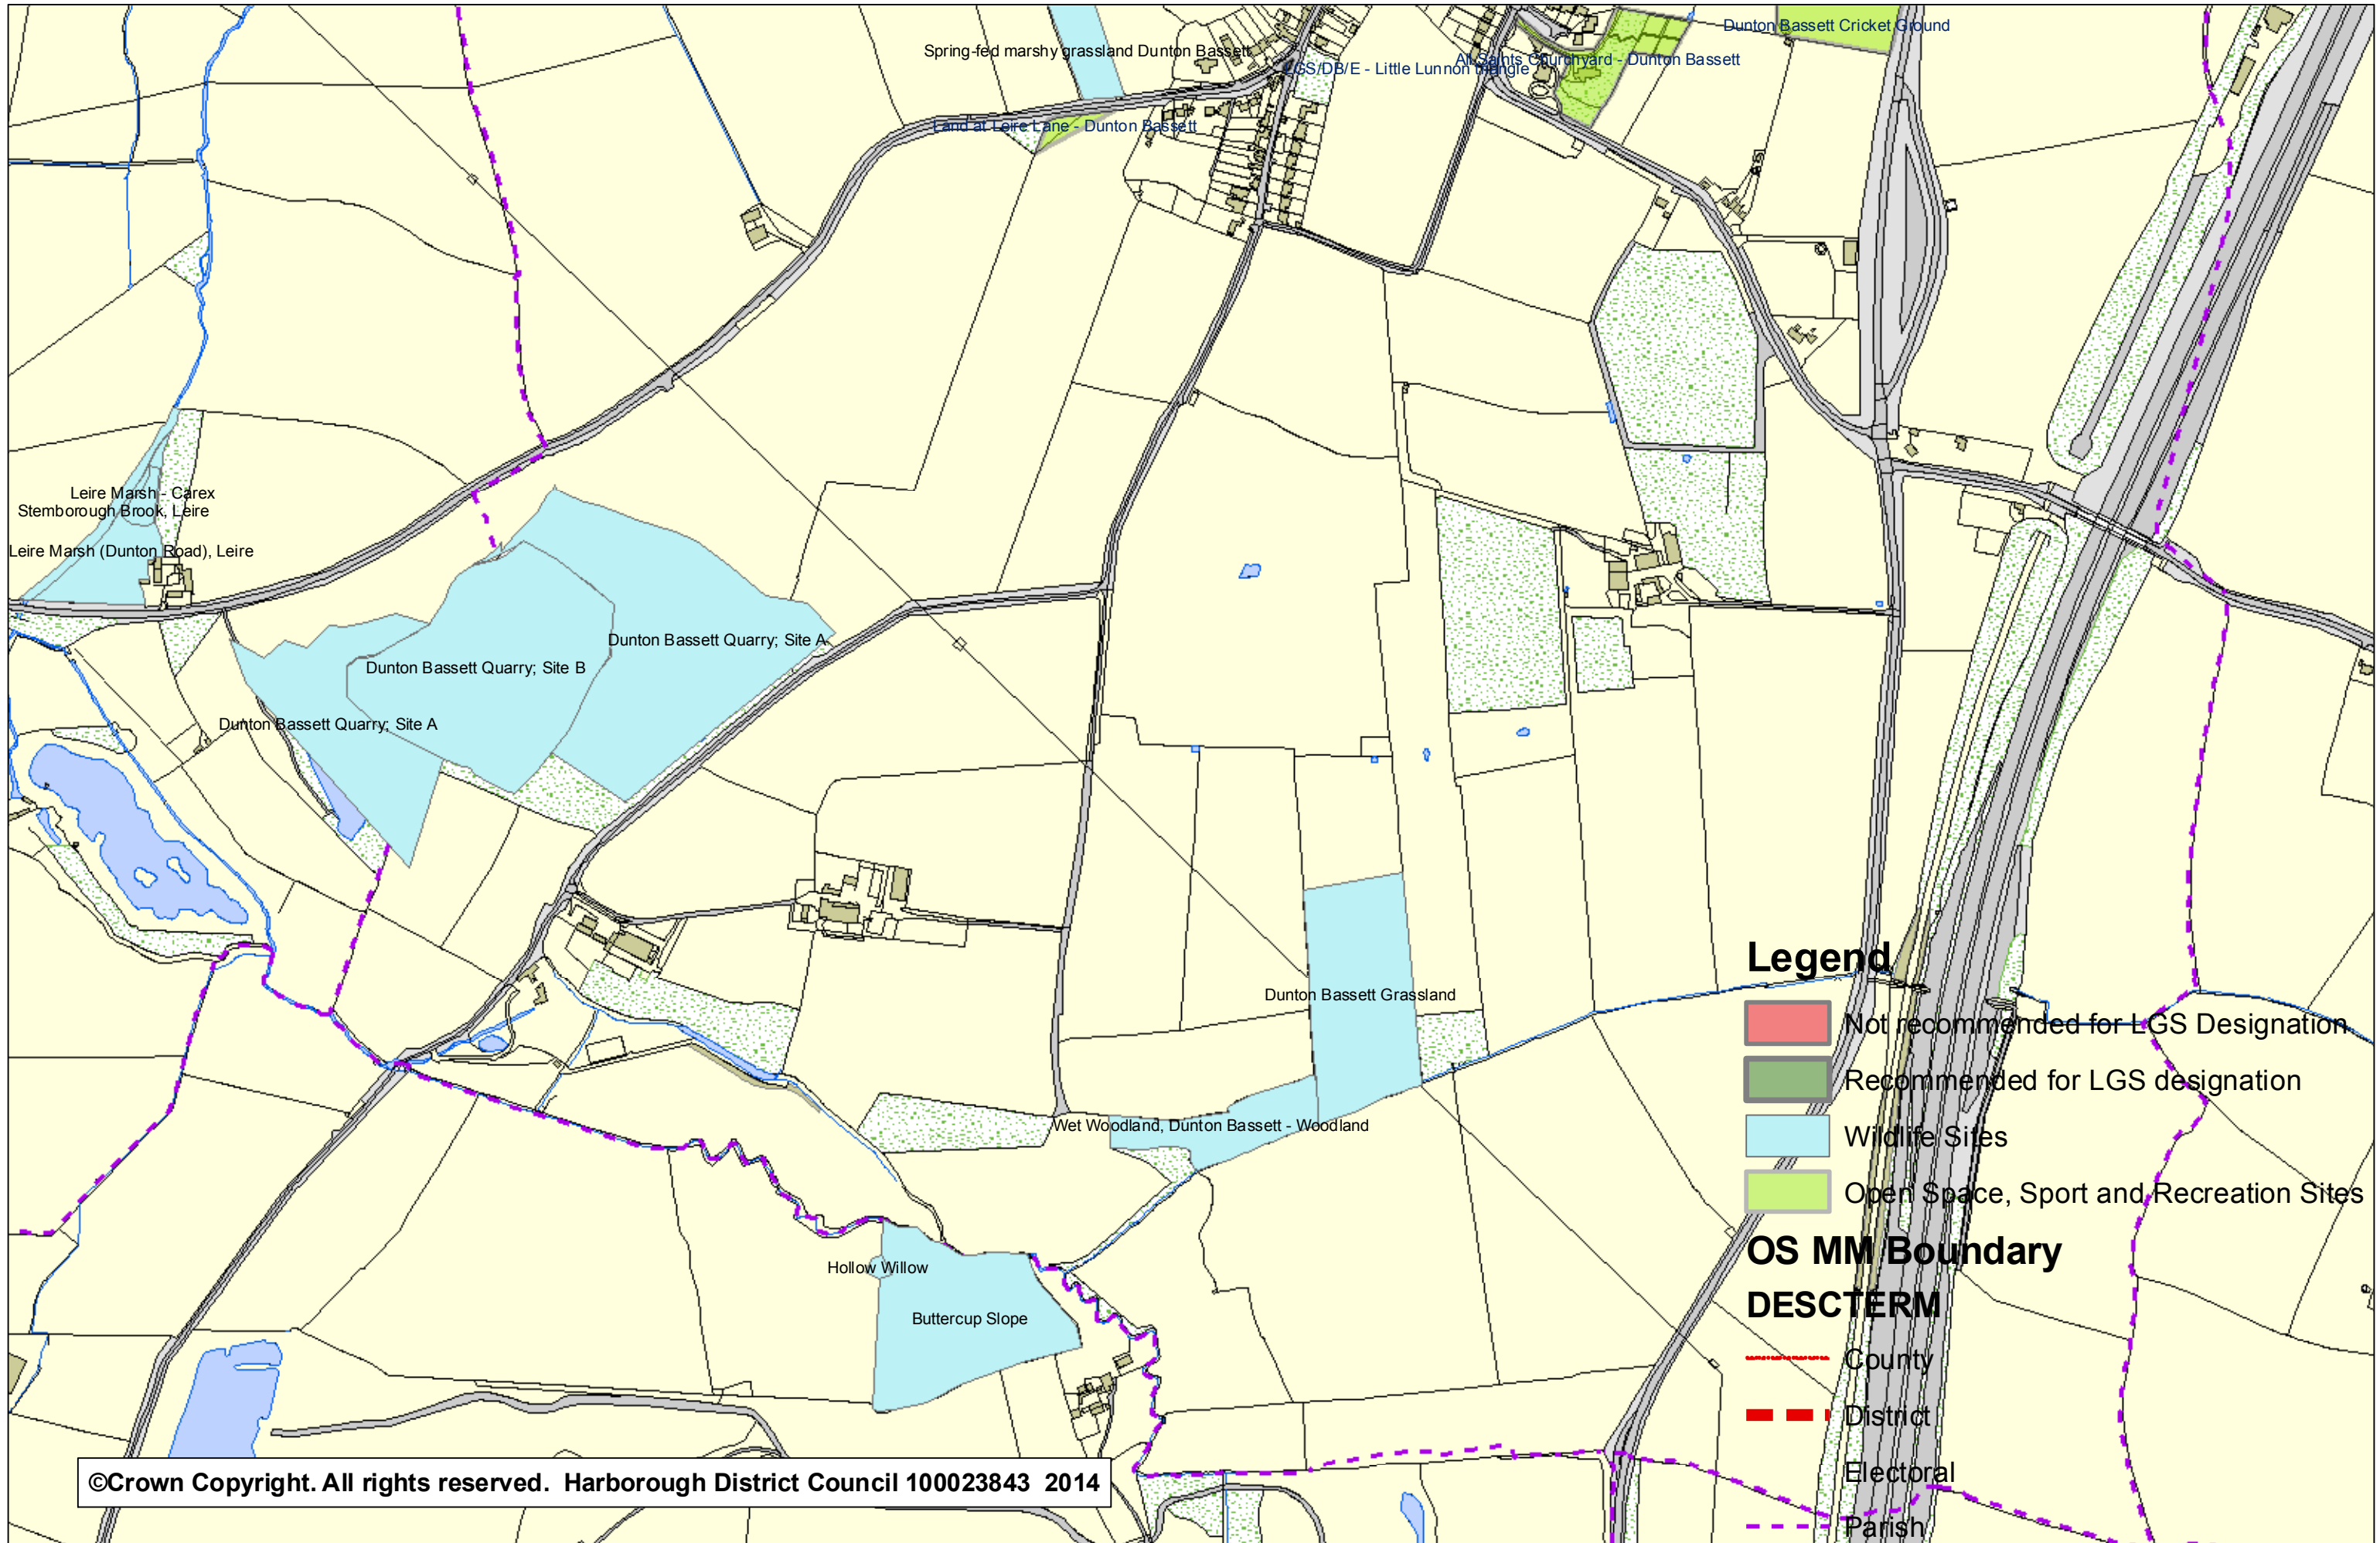 Dunton Bassett Cricket Ground
Spring-fed marshy grassland Dunton Bassett
All Saints Churchyard - Dunton Bassett
LGS/DB/E - Little Lunnon triangle
Land at Leire Lane - Dunton Bassett
Leire Marsh - Carex
Stemborough Brook, Leire
Leire Marsh (Dunton Road), Leire
Dunton Bassett Quarry; Site A
Dunton Bassett Quarry; Site B
Dunton Bassett Quarry; Site A
Dunton Bassett Grassland
Wet Woodland, Dunton Bassett - Woodland
Hollow Willow
Buttercup Slope
Legend
Not recommended for LGS Designation
Recommended for LGS designation
Wildlife Sites
Open Space, Sport and Recreation Sites
OS MM Boundary
DESCTERM
County
District
Electoral
Parish
©Crown Copyright. All rights reserved. Harborough District Council 100023843 2014